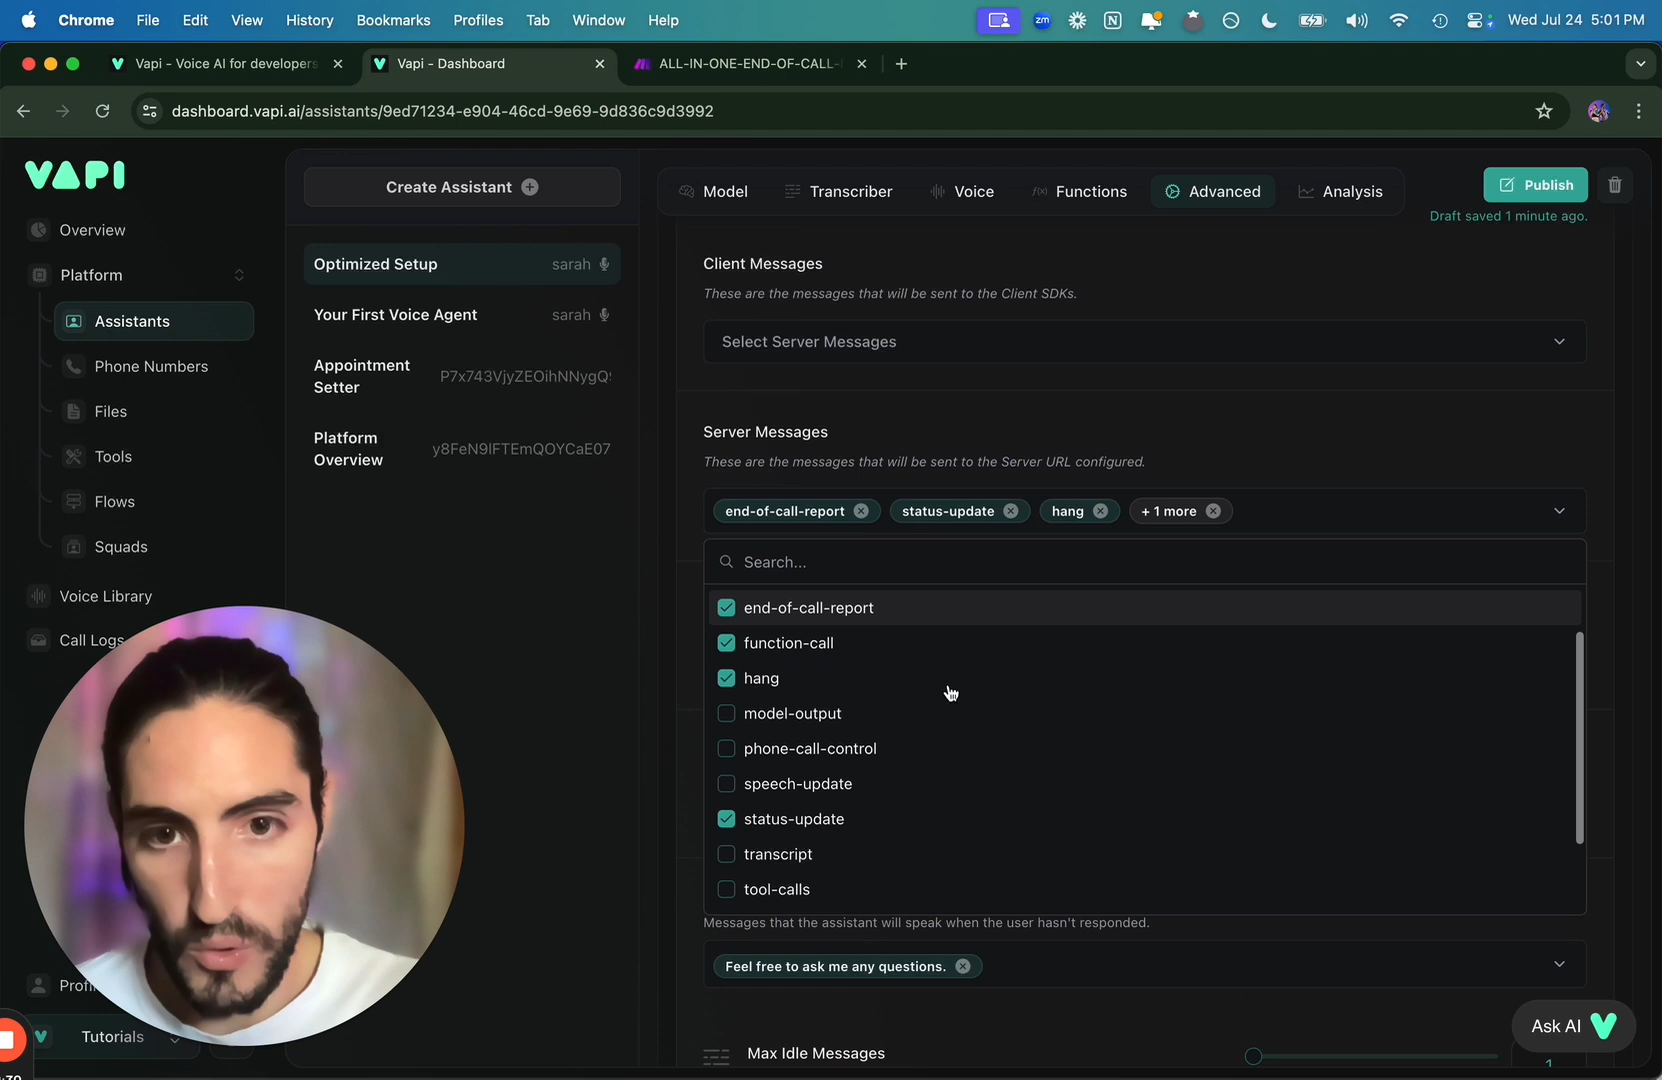 Chrome File Edit View History Bookmarks Profiles Tab Window Help
zm
Wed Jul 24 5:01 PM
Vapi - Voice AI for developers
Vapi - Dashboard
ALL-IN-ONE-END-OF-CALL-
dashboard.vapi.ai/assistants/9ed71234-e904-46cd-9e69-9d836c9d3992
VAPI
Overview
Platform
Assistants
Phone Numbers
Files
Tools
Flows
Squads
Voice Library
Call Logs
Tutorials
Create Assistant
Optimized Setup sarah
Your First Voice Agent sarah
Appointment
Setter
P7x743VjyZEOihNNygQ
Platform
Overview
y8FeN9lFTEmQOYCaE07
Model Transcriber Voice f(x) Functions Advanced Analysis
Publish
Draft saved 1 minute ago.
Client Messages
These are the messages that will be sent to the Client SDKs.
Select Server Messages
Server Messages
These are the messages that will be sent to the Server URL configured.
end-of-call-report status-update hang + 1 more
Search...
end-of-call-report
function-call
hang
model-output
phone-call-control
speech-update
status-update
transcript
tool-calls
Messages that the assistant will speak when the user hasn't responded.
Feel free to ask me any questions.
Max Idle Messages
1
Ask AI